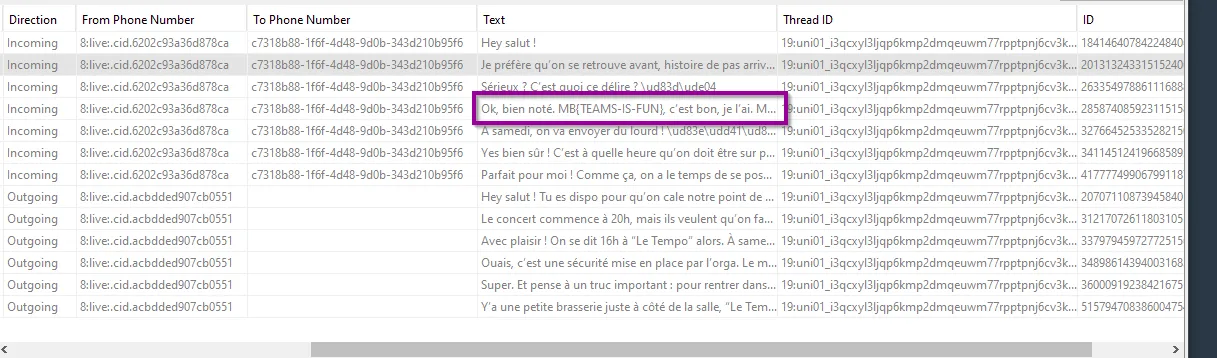 Direction From Phone Number To Phone Number Text Thread ID ID
Incoming 8:live:.cid.6202c93a36d878ca c7318b88-1f6f-4d48-9d0b-343d210b95f6 Hey salut ! 19:uni01_i3qcxyl3ljqp6kmp2dmqeuwm77rpptpnj6cv3k... 18414640784224840
Incoming 8:live:.cid.6202c93a36d878ca c7318b88-1f6f-4d48-9d0b-343d210b95f6 Je préfère qu’on se retrouve avant, histoire de pas arriv... 19:uni01_i3qcxyl3ljqp6kmp2dmqeuwm77rpptpnj6cv3k... 20131324331515240
Incoming 8:live:.cid.6202c93a36d878ca c7318b88-1f6f-4d48-9d0b-343d210b95f6 Sérieux ? C’est quoi ce délire ? \ud83d\ude04 19:uni01_i3qcxyl3ljqp6kmp2dmqeuwm77rpptpnj6cv3k... 26335497886111688
Incoming 8:live:.cid.6202c93a36d878ca c7318b88-1f6f-4d48-9d0b-343d210b95f6 Ok, bien noté. MB{TEAMS-IS-FUN}, c’est bon, je l’ai. M... 19:uni01_i3qcxyl3ljqp6kmp2dmqeuwm77rpptpnj6cv3k... 28587408592311515
Incoming 8:live:.cid.6202c93a36d878ca c7318b88-1f6f-4d48-9d0b-343d210b95f6 À samedi, on va envoyer du lourd ! \ud83e\udd41\ud8... 19:uni01_i3qcxyl3ljqp6kmp2dmqeuwm77rpptpnj6cv3k... 32766452533528215
Incoming 8:live:.cid.6202c93a36d878ca c7318b88-1f6f-4d48-9d0b-343d210b95f6 Yes bien sûr ! C’est à quelle heure qu’on doit être sur p... 19:uni01_i3qcxyl3ljqp6kmp2dmqeuwm77rpptpnj6cv3k... 34114512419668589
Incoming 8:live:.cid.6202c93a36d878ca c7318b88-1f6f-4d48-9d0b-343d210b95f6 Parfait pour moi ! Comme ça, on a le temps de se pos... 19:uni01_i3qcxyl3ljqp6kmp2dmqeuwm77rpptpnj6cv3k... 41777749906799118
Outgoing 8:live:.cid.acbdded907cb0551 Hey salut ! Tu es dispo pour qu’on cale notre point de ... 19:uni01_i3qcxyl3ljqp6kmp2dmqeuwm77rpptpnj6cv3k... 20707110873945840
Outgoing 8:live:.cid.acbdded907cb0551 Le concert commence à 20h, mais ils veulent qu’on fa... 19:uni01_i3qcxyl3ljqp6kmp2dmqeuwm77rpptpnj6cv3k... 31217072611803105
Outgoing 8:live:.cid.acbdded907cb0551 Avec plaisir ! On se dit 16h à “Le Tempo” alors. À same... 19:uni01_i3qcxyl3ljqp6kmp2dmqeuwm77rpptpnj6cv3k... 33797945972772515
Outgoing 8:live:.cid.acbdded907cb0551 Ouais, c’est une sécurité mise en place par l’orga. Le m... 19:uni01_i3qcxyl3ljqp6kmp2dmqeuwm77rpptpnj6cv3k... 34898614394003168
Outgoing 8:live:.cid.acbdded907cb0551 Super. Et pense à un truc important : pour rentrer dans... 19:uni01_i3qcxyl3ljqp6kmp2dmqeuwm77rpptpnj6cv3k... 36000919238421675
Outgoing 8:live:.cid.acbdded907cb0551 Y’a une petite brasserie juste à côté de la salle, “Le Tem... 19:uni01_i3qcxyl3ljqp6kmp2dmqeuwm77rpptpnj6cv3k... 51579470838600475